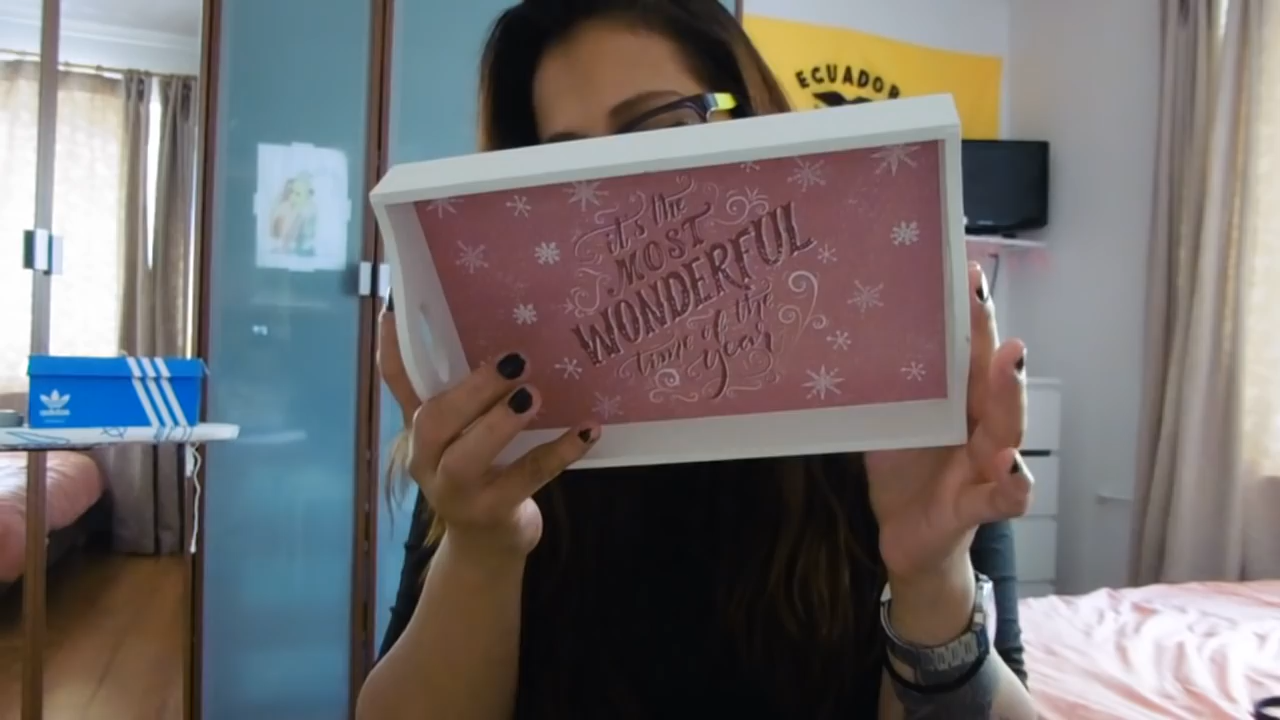 ECUADOR
it's the
MOST
WONDERFUL
time of the
year
adidas